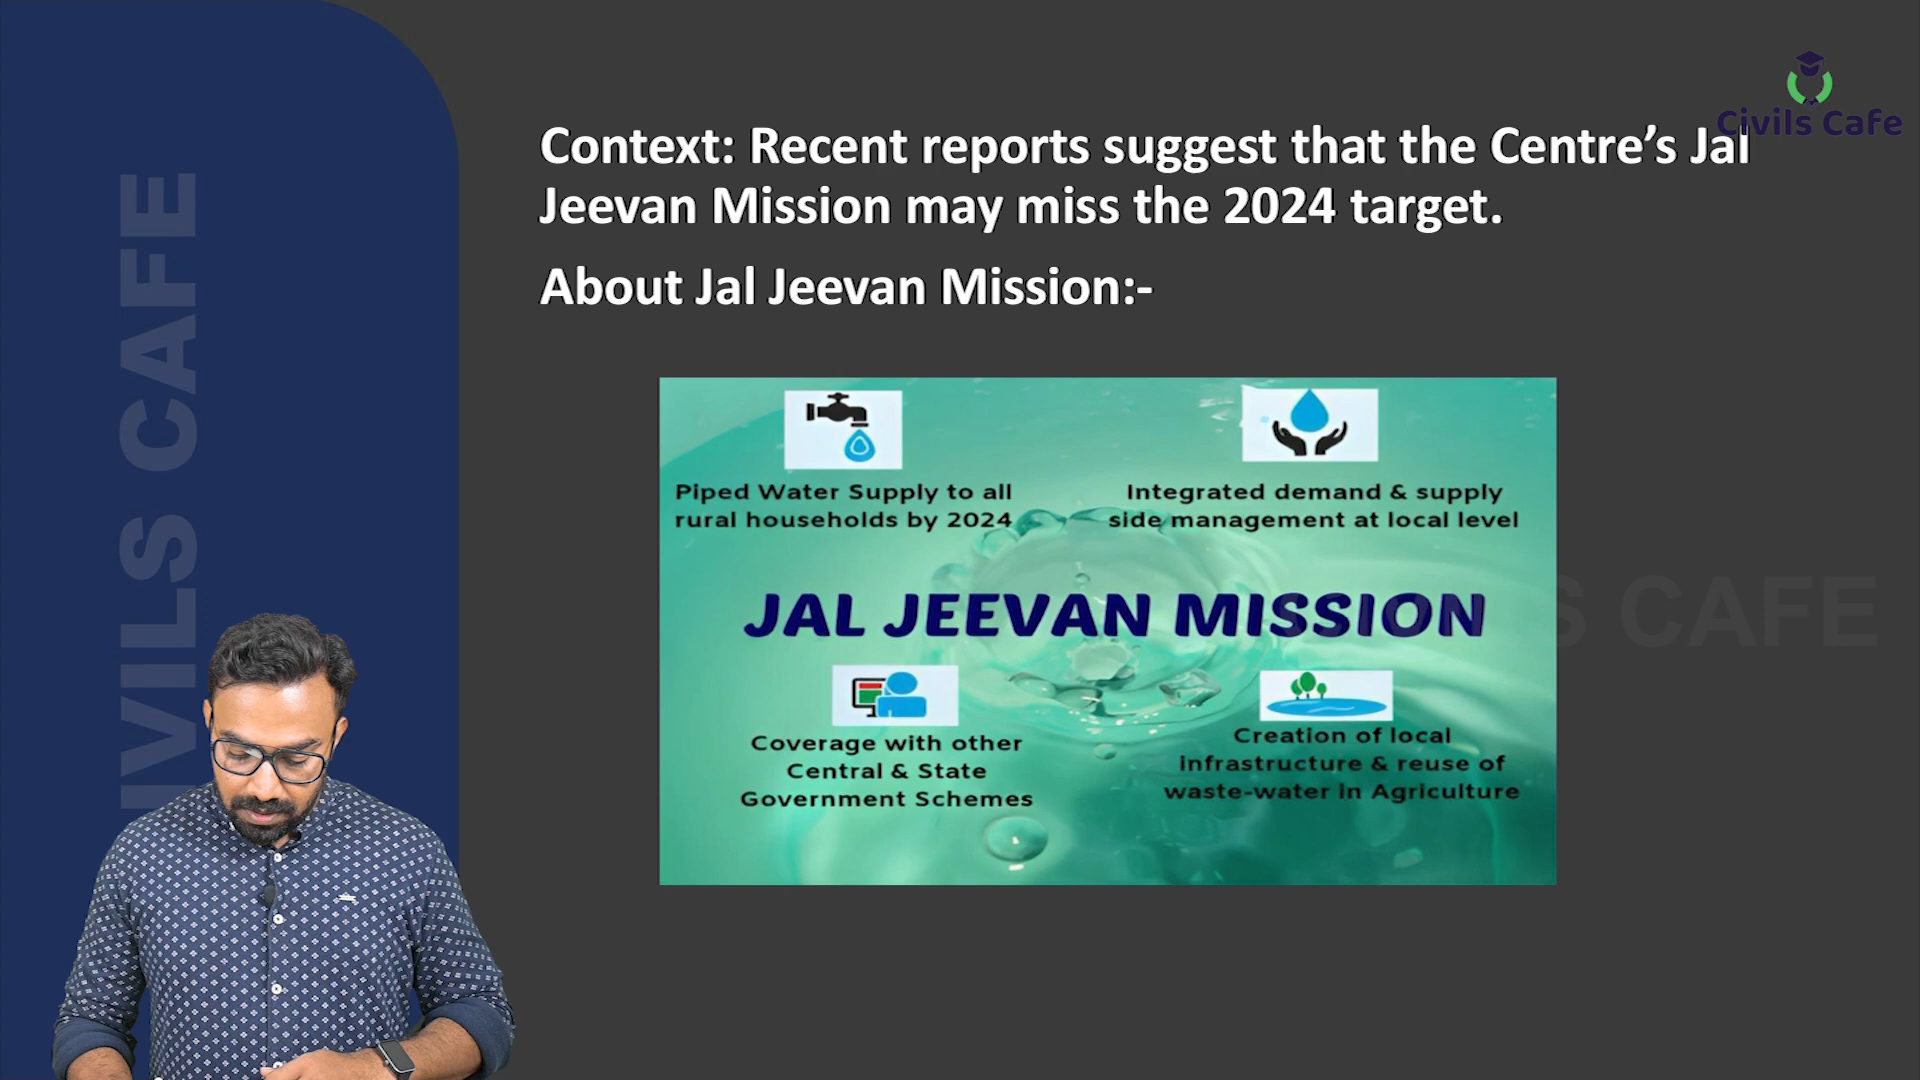 Civils Cafe
Context: Recent reports suggest that the Centre’s Jal
Jeevan Mission may miss the 2024 target.
About Jal Jeevan Mission:-
Piped Water Supply to all
rural households by 2024
Integrated demand & supply
side management at local level
JAL JEEVAN MISSION
Coverage with other
Central & State
Government Schemes
Creation of local
infrastructure & reuse of
waste-water in Agriculture
IVILS CAFE
S CAFE